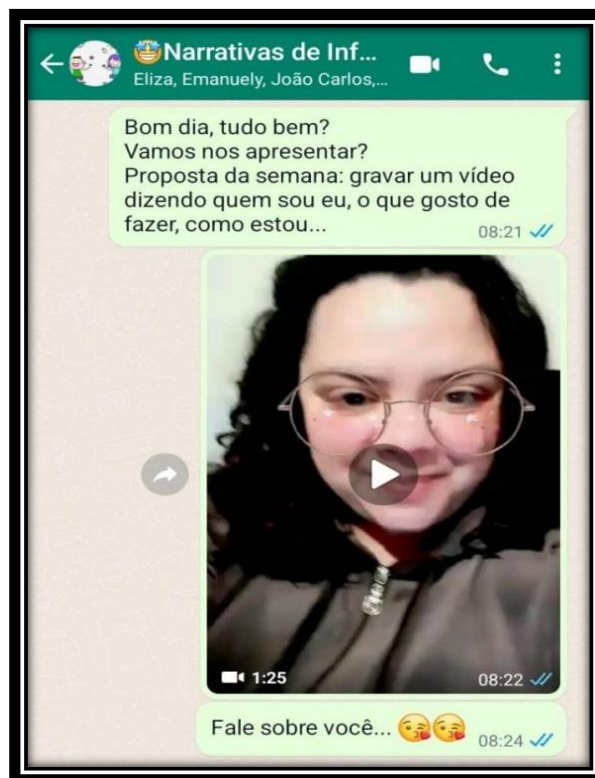 🤩Narrativas de Inf...
Eliza, Emanuely, João Carlos,...
Bom dia, tudo bem?
Vamos nos apresentar?
Proposta da semana: gravar um vídeo
dizendo quem sou eu, o que gosto de
fazer, como estou...
08:21
1:25
08:22
Fale sobre você... 😘😘
08:24